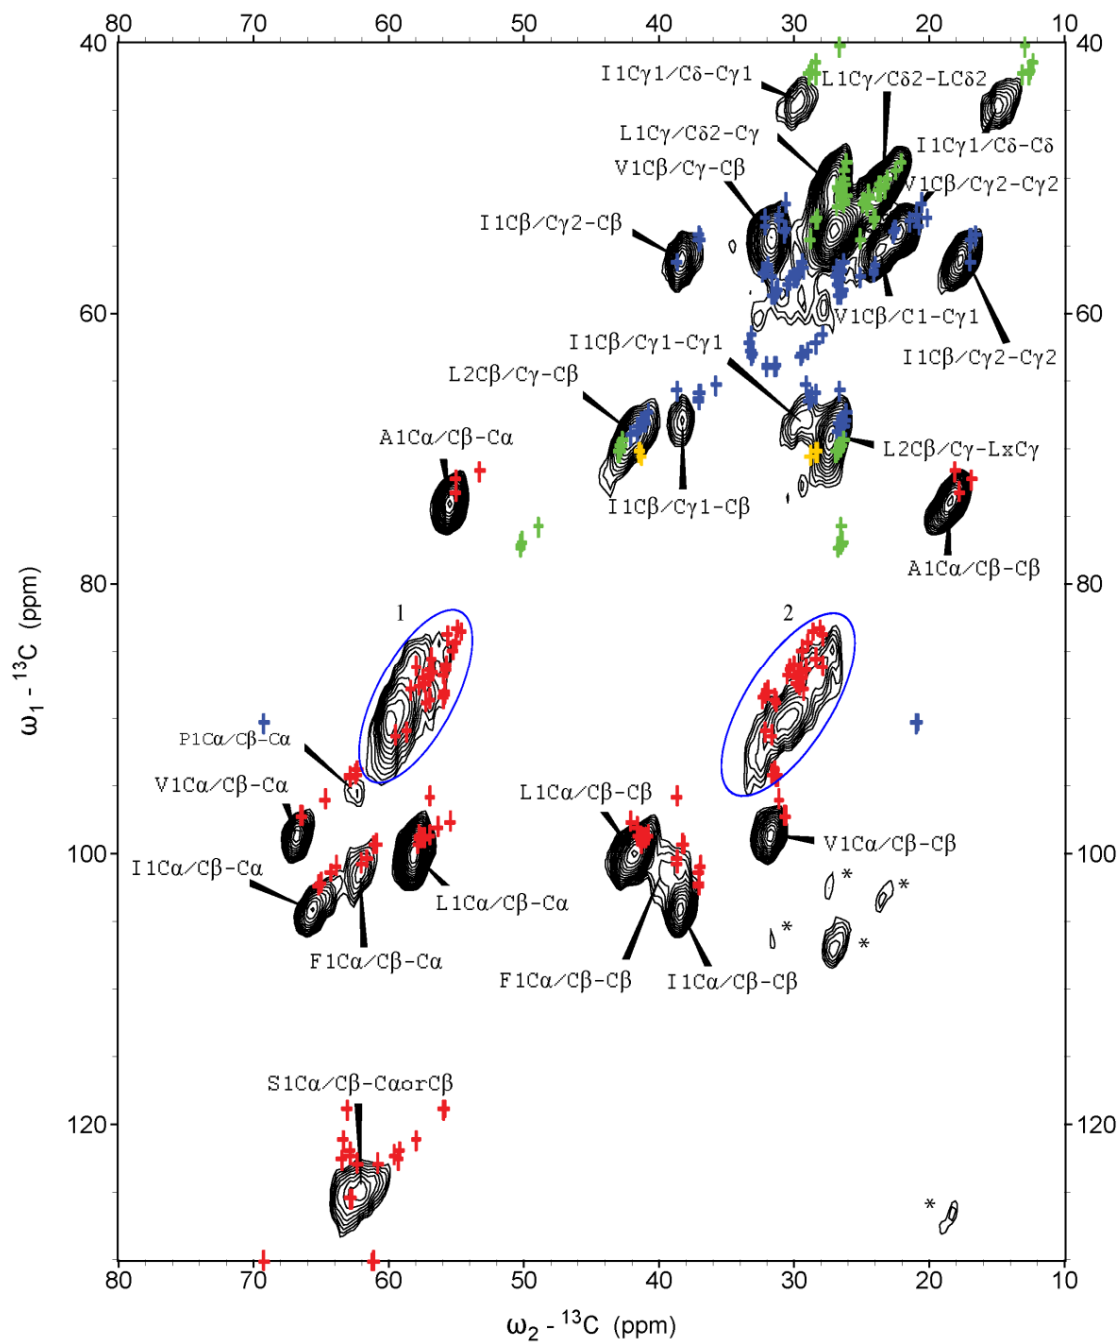 80 70 60 50 40 30 20 10
40 40
I1Cγ1/Cδ-Cγ1
L1Cγ/Cδ2-LCδ2
L1Cγ/Cδ2-Cγ
I1Cγ1/Cδ-Cδ
V1Cβ/Cγ-Cβ
V1Cβ/Cγ2-Cγ2
I1Cβ/Cγ2-Cβ
60 60
V1Cβ/C1-Cγ1
I1Cβ/Cγ1-Cγ1
I1Cβ/Cγ2-Cγ2
L2Cβ/Cγ-Cβ
A1Cα/Cβ-Cα
L2Cβ/Cγ-LxCγ
I1Cβ/Cγ1-Cβ
A1Cα/Cβ-Cβ
80 80
1 2
ω1 - 13C (ppm)
P1Cα/Cβ-Cα
V1Cα/Cβ-Cα
L1Cα/Cβ-Cβ
V1Cα/Cβ-Cβ
100 100
I1Cα/Cβ-Cα
L1Cα/Cβ-Cα
* *
* *
F1Cα/Cβ-Cα
F1Cα/Cβ-Cβ
I1Cα/Cβ-Cβ
S1Cα/Cβ-CαorCβ
120 120
*
80 70 60 50 40 30 20 10
ω2 - 13C (ppm)